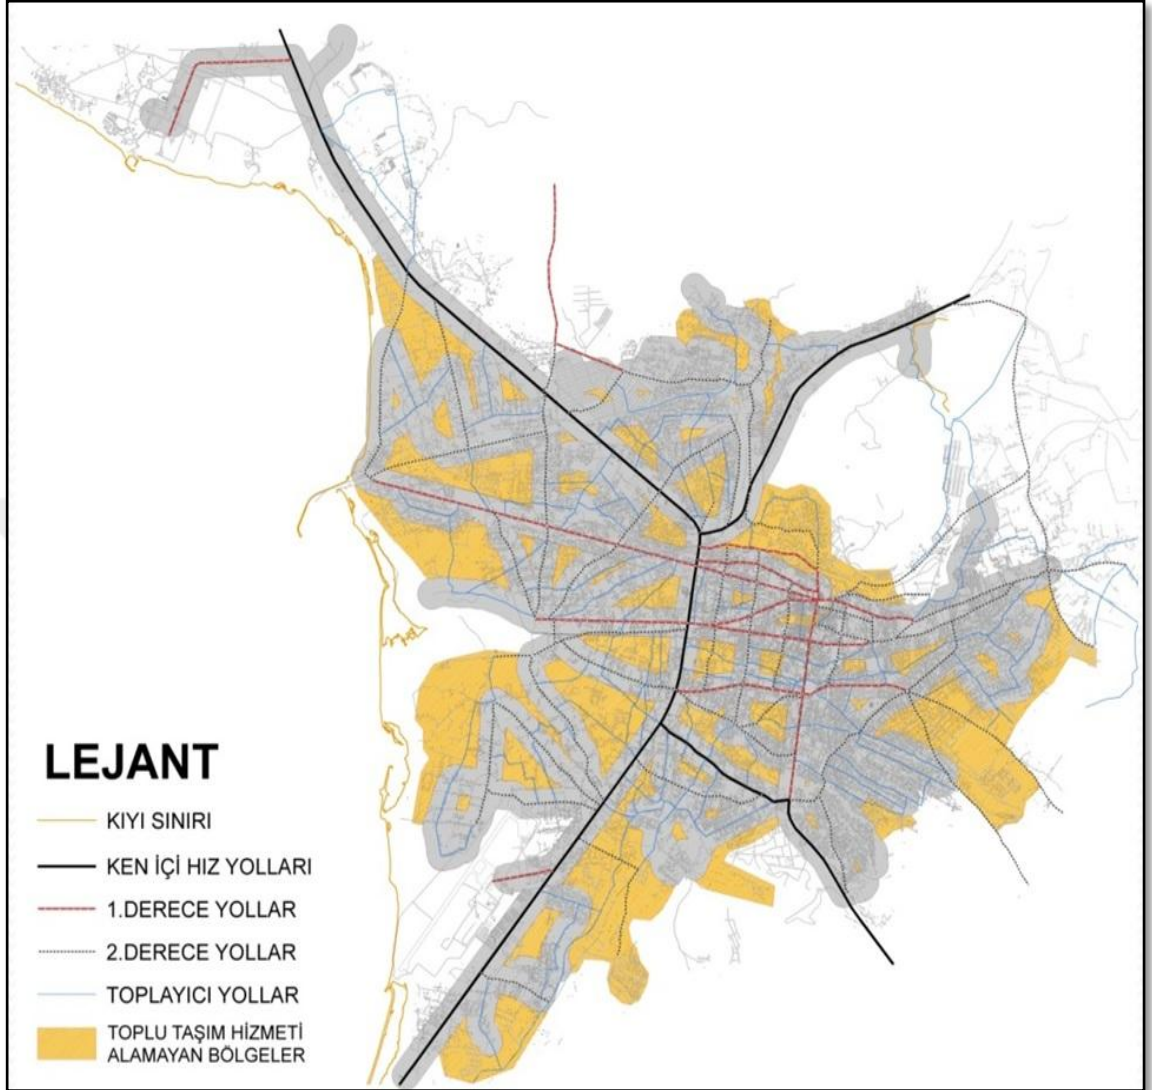 LEJANT
KIYI SINIRI
KEN İÇİ HIZ YOLLARI
1.DERECE YOLLAR
2.DERECE YOLLAR
TOPLAYICI YOLLAR
TOPLU TAŞIM HİZMETİ
ALAMAYAN BÖLGELER